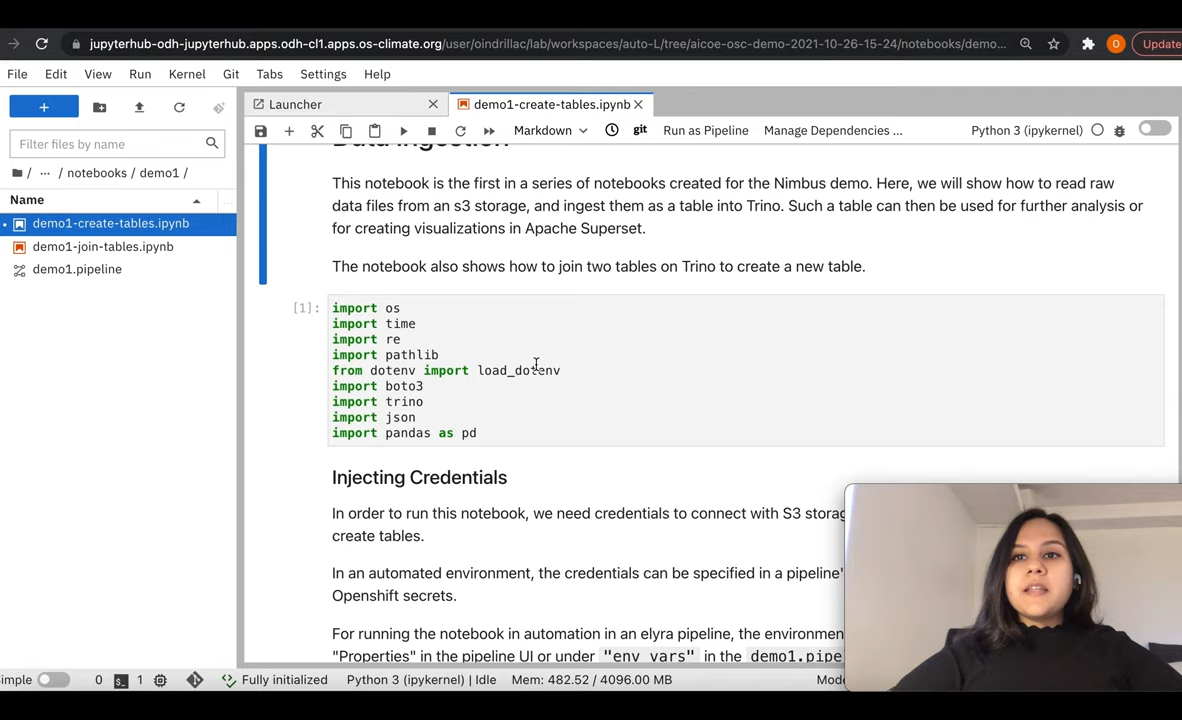 jupyterhub-odh-jupyterhub.apps.odh-cl1.apps.os-climate.org/user/oindrillac/lab/workspaces/auto-L/tree/aicoe-osc-demo-2021-10-26-15-24/notebooks/demo...
O
Update
File Edit View Run Kernel Git Tabs Settings Help
Launcher
demo1-create-tables.ipynb
Markdown
git
Run as Pipeline
Manage Dependencies ...
Python 3 (ipykernel)
Filter files by name
/ ... notebooks / demo1 /
Name
demo1-create-tables.ipynb
demo1-join-tables.ipynb
demo1.pipeline
Data Ingestion
This notebook is the first in a series of notebooks created for the Nimbus demo. Here, we will show how to read raw
data files from an s3 storage, and ingest them as a table into Trino. Such a table can then be used for further analysis or
for creating visualizations in Apache Superset.
The notebook also shows how to join two tables on Trino to create a new table.
[1]:
import os
import time
import re
import pathlib
from dotenv import load_dotenv
import boto3
import trino
import json
import pandas as pd
Injecting Credentials
In order to run this notebook, we need credentials to connect with S3 storag
create tables.
In an automated environment, the credentials can be specified in a pipeline'
Openshift secrets.
For running the notebook in automation in an elyra pipeline, the environmen
"Properties" in the pipeline UI or under "env_vars" in the demo1.pipe
imple
0
1
Fully initialized
Python 3 (ipykernel) | Idle
Mem: 482.52 / 4096.00 MB
Mod